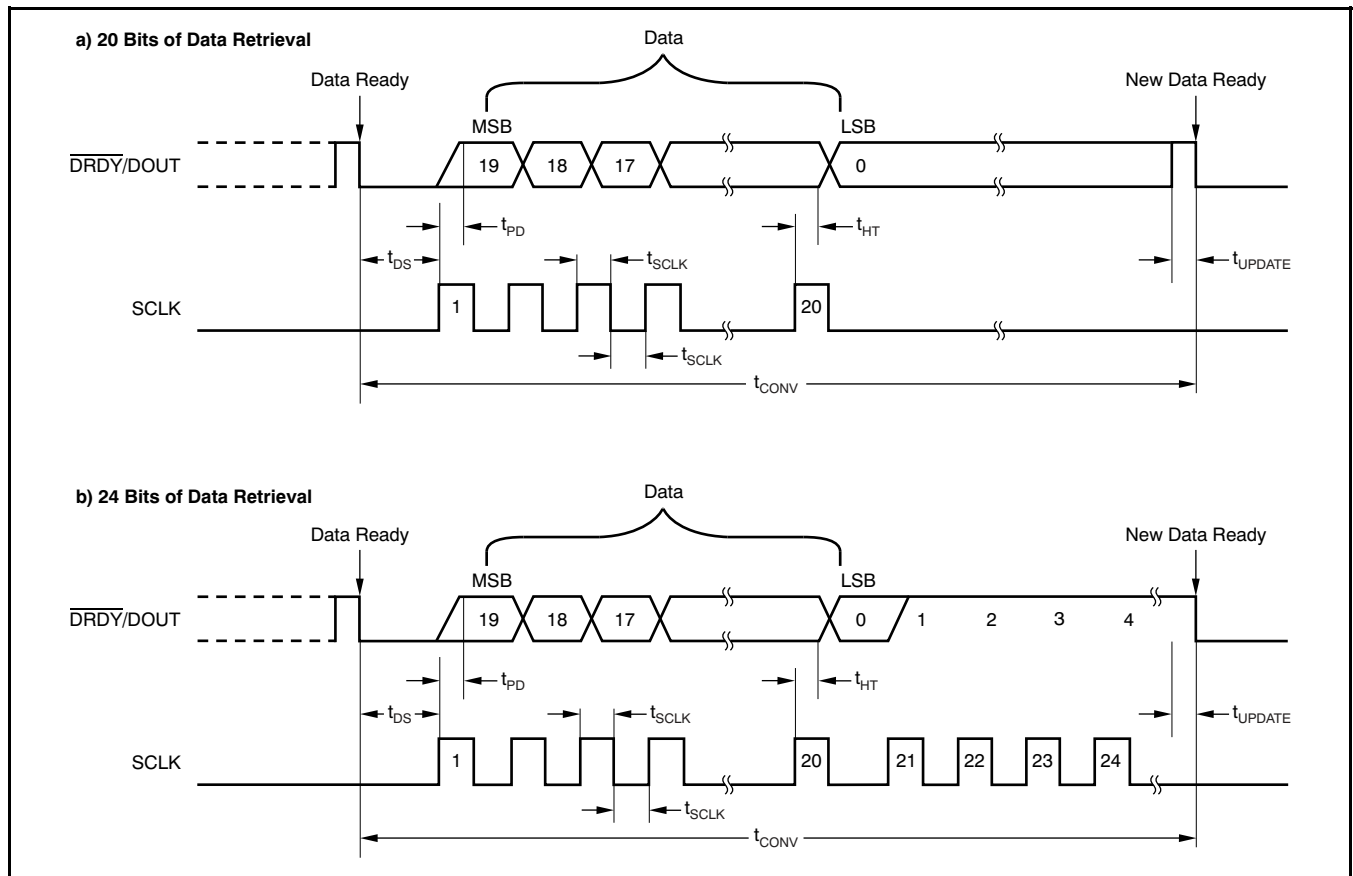 a) 20 Bits of Data Retrieval
Data
Data Ready
New Data Ready
MSB
LSB
DRDY/DOUT
19
18
17
0
tPD
tHT
tDS
tSCLK
tUPDATE
SCLK
1
20
tSCLK
tCONV
b) 24 Bits of Data Retrieval
Data
Data Ready
New Data Ready
MSB
LSB
DRDY/DOUT
19
18
17
0
1
2
3
4
tPD
tHT
tDS
tSCLK
tUPDATE
SCLK
1
20
21
22
23
24
tSCLK
tCONV